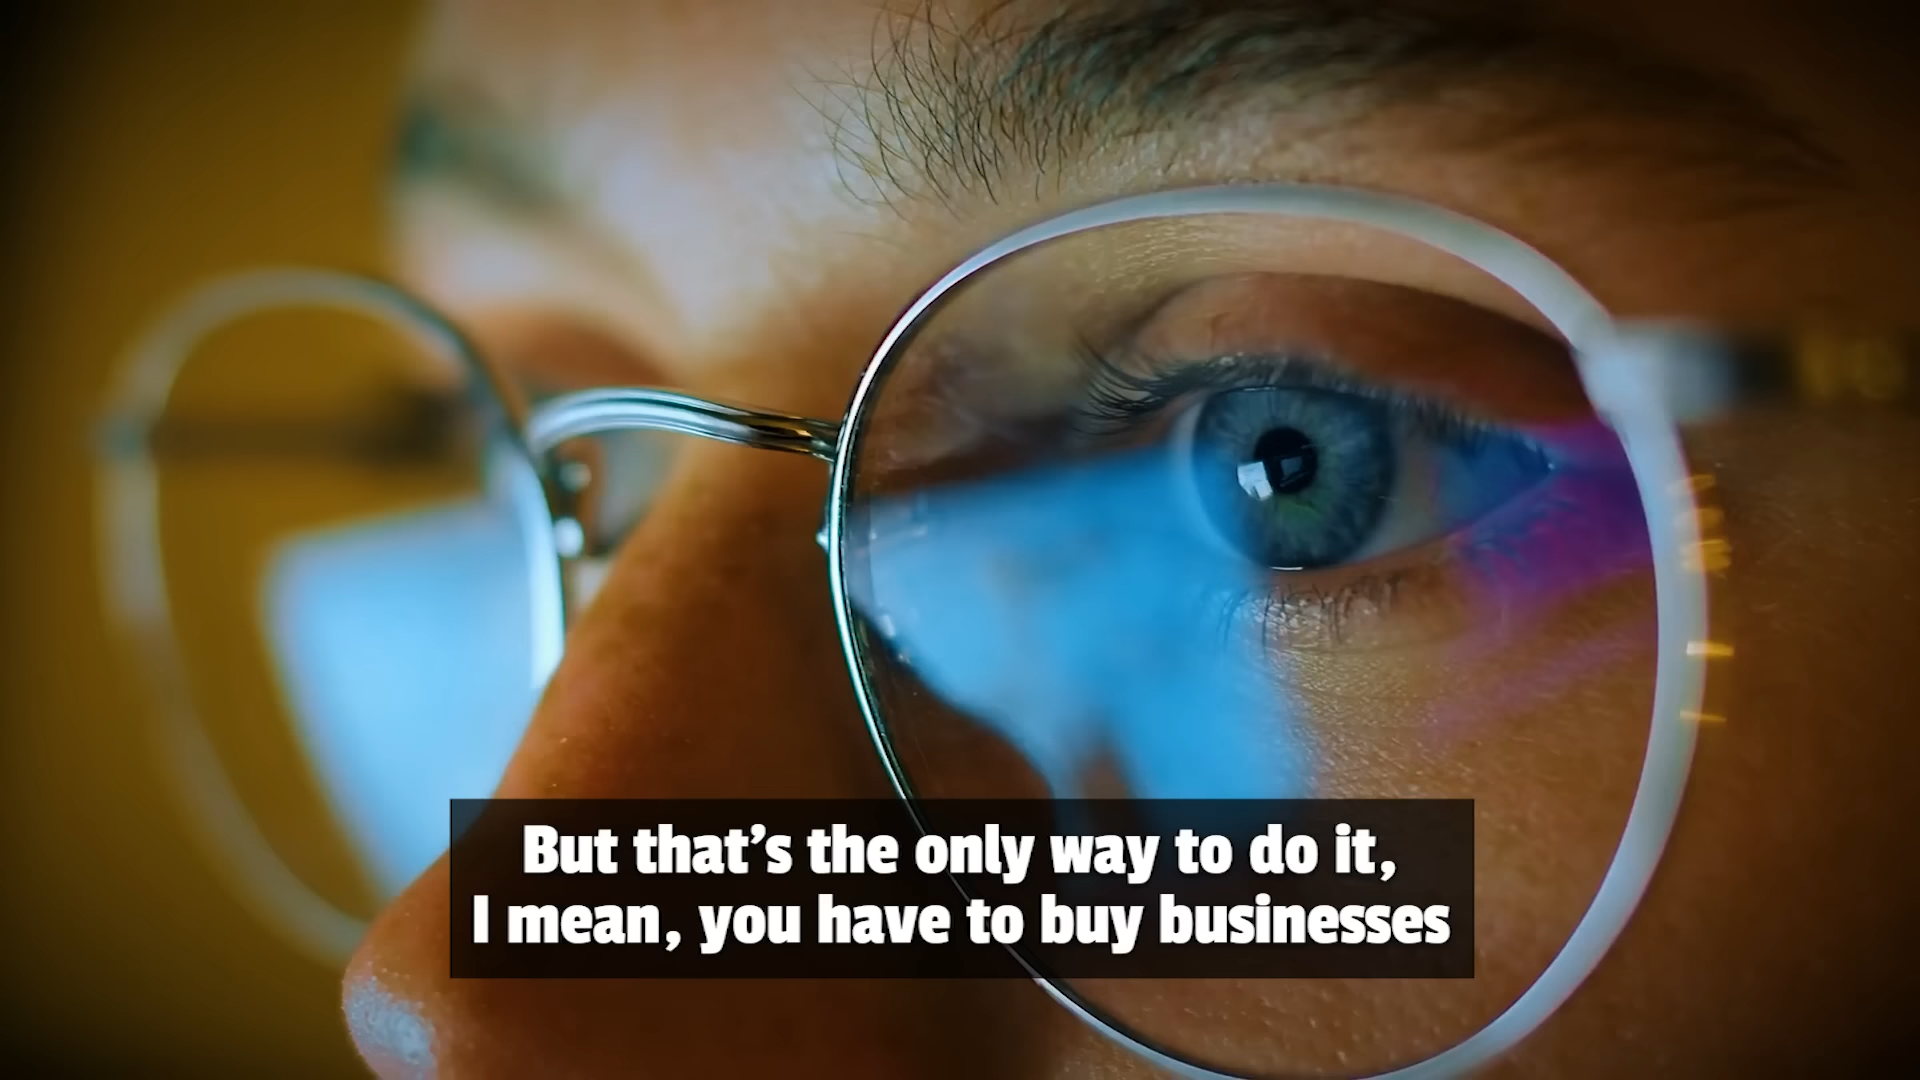 But that’s the only way to do it,
I mean, you have to buy businesses